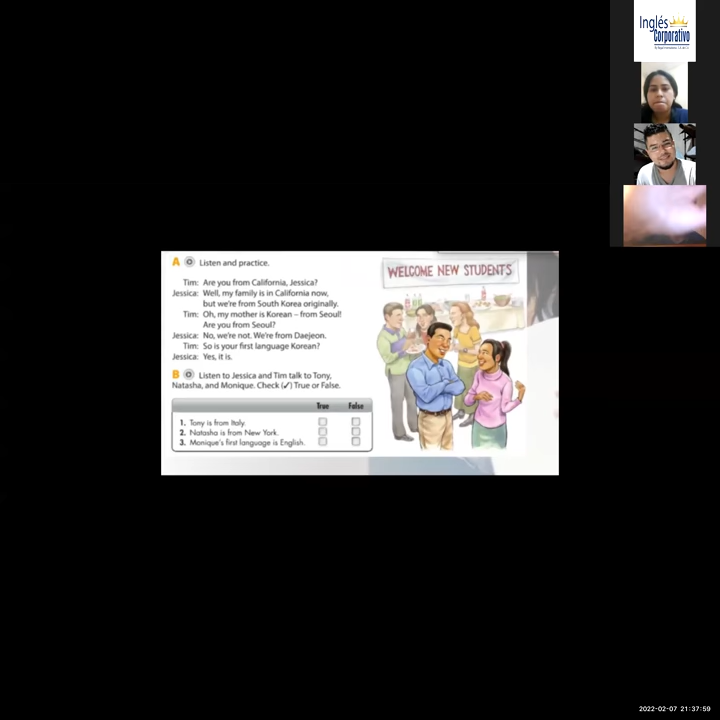 Inglés
Corporativo
A Listen and practice.
WELCOME NEW STUDENTS
Tim: Are you from California, Jessica?
Jessica: Well, my family is in California now,
but we're from South Korea originally.
Tim: Oh, my mother is Korean – from Seoul!
Are you from Seoul?
Jessica: No, we're not. We're from Daejeon.
Tim: So is your first language Korean?
Jessica: Yes, it is.
B Listen to Jessica and Tim talk to Tony,
Natasha, and Monique. Check (✓) True or False.
True False
1. Tony is from Italy.
2. Natasha is from New York.
3. Monique's first language is English.
2022-02-07 21:37:59